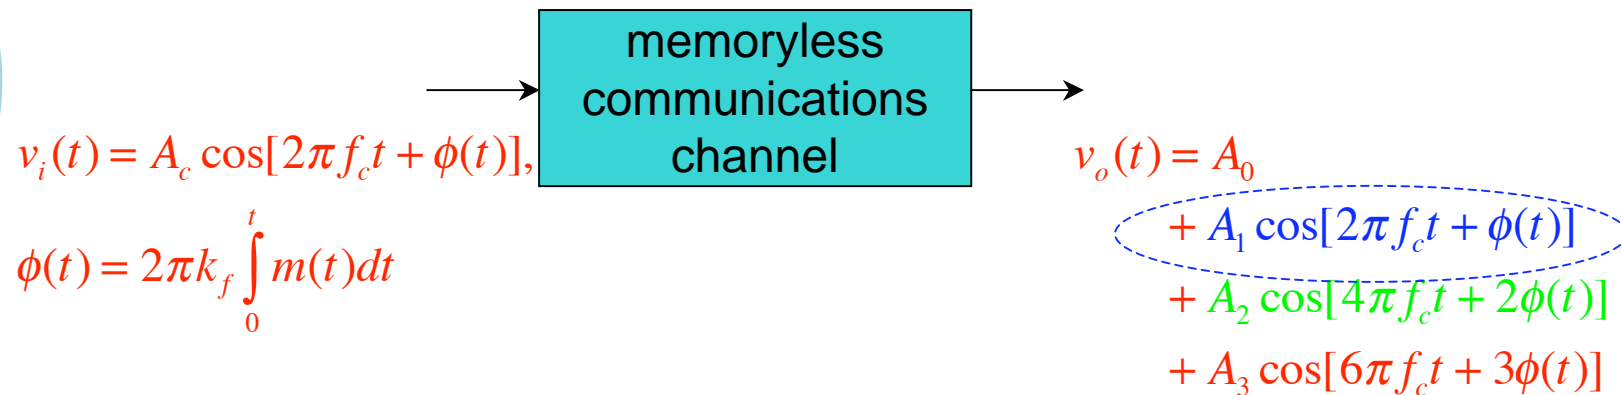 memoryless
communications
channel
v_i(t) = A_c cos[2πf_c t + ϕ(t)],
ϕ(t) = 2πk_f ∫_0^t m(t)dt
v_o(t) = A_0
+ A_1 cos[2πf_c t + ϕ(t)]
+ A_2 cos[4πf_c t + 2ϕ(t)]
+ A_3 cos[6πf_c t + 3ϕ(t)]